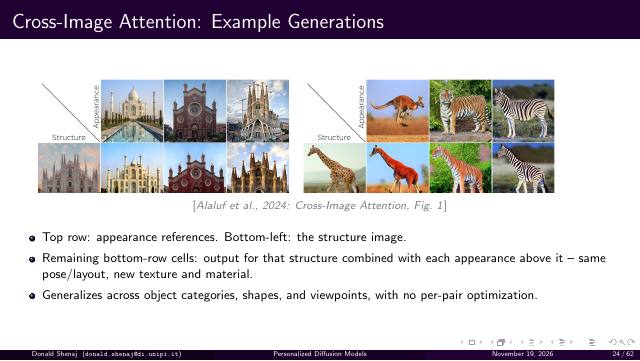 Cross-Image Attention: Example Generations
Appearance
Structure
Appearance
Structure
[Alaluf et al., 2024: Cross-Image Attention, Fig. 1]
Top row: appearance references. Bottom-left: the structure image.
Remaining bottom-row cells: output for that structure combined with each appearance above it – same
pose/layout, new texture and material.
Generalizes across object categories, shapes, and viewpoints, with no per-pair optimization.
Donald Shenaj (donald.shenaj@di.unipi.it) Personalized Diffusion Models November 19, 2026 24 / 62